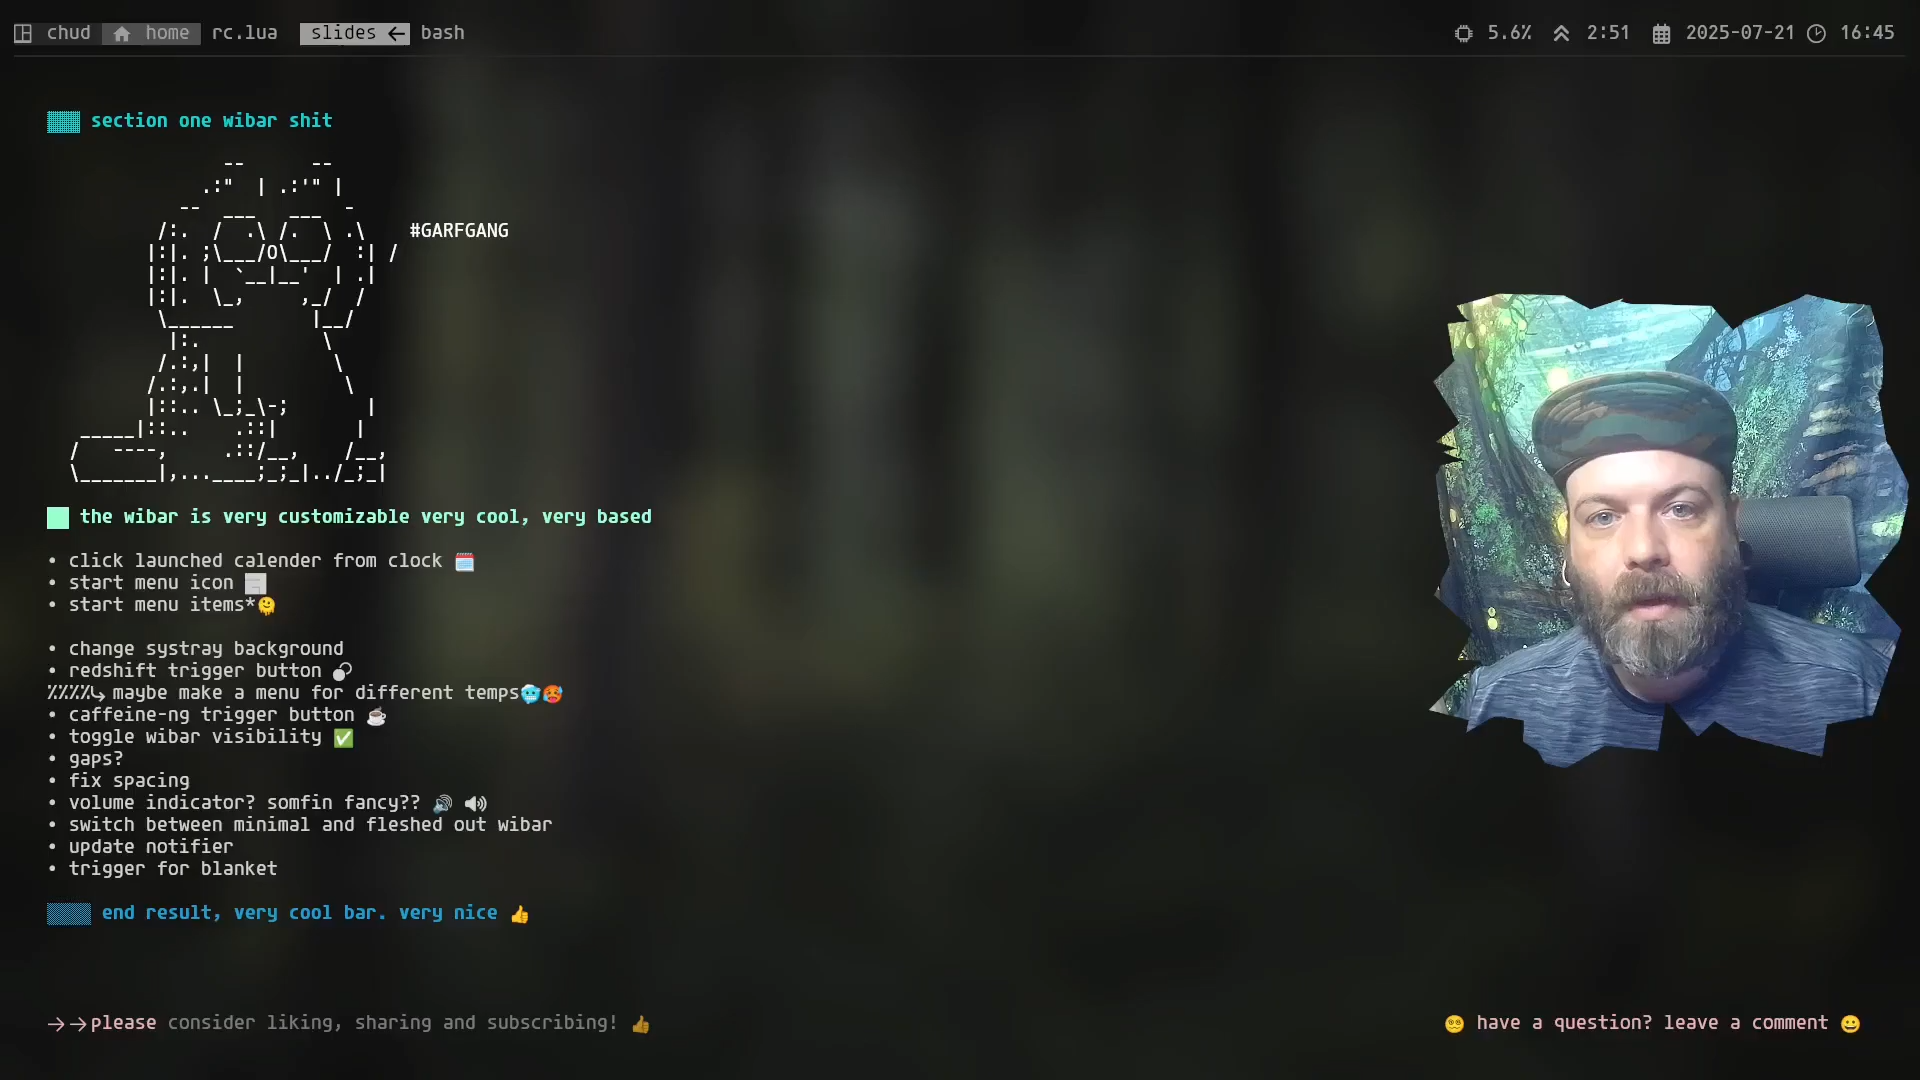 chud home rc.lua slides ← bash 5.6% 2:51 2025-07-21 16:45
section one wibar shit
#GARFGANG
the wibar is very customizable very cool, very based
• click launched calender from clock 🗓️
• start menu icon
• start menu items*🫠
• change systray background
• redshift trigger button
%%%%↳ maybe make a menu for different temps🥶🥵
• caffeine-ng trigger button ☕
• toggle wibar visibility ✅
• gaps?
• fix spacing
• volume indicator? somfin fancy?? 🔊
• switch between minimal and fleshed out wibar
• update notifier
• trigger for blanket
end result, very cool bar. very nice 👍
→→please consider liking, sharing and subscribing! 👍
😵‍💫 have a question? leave a comment 😀